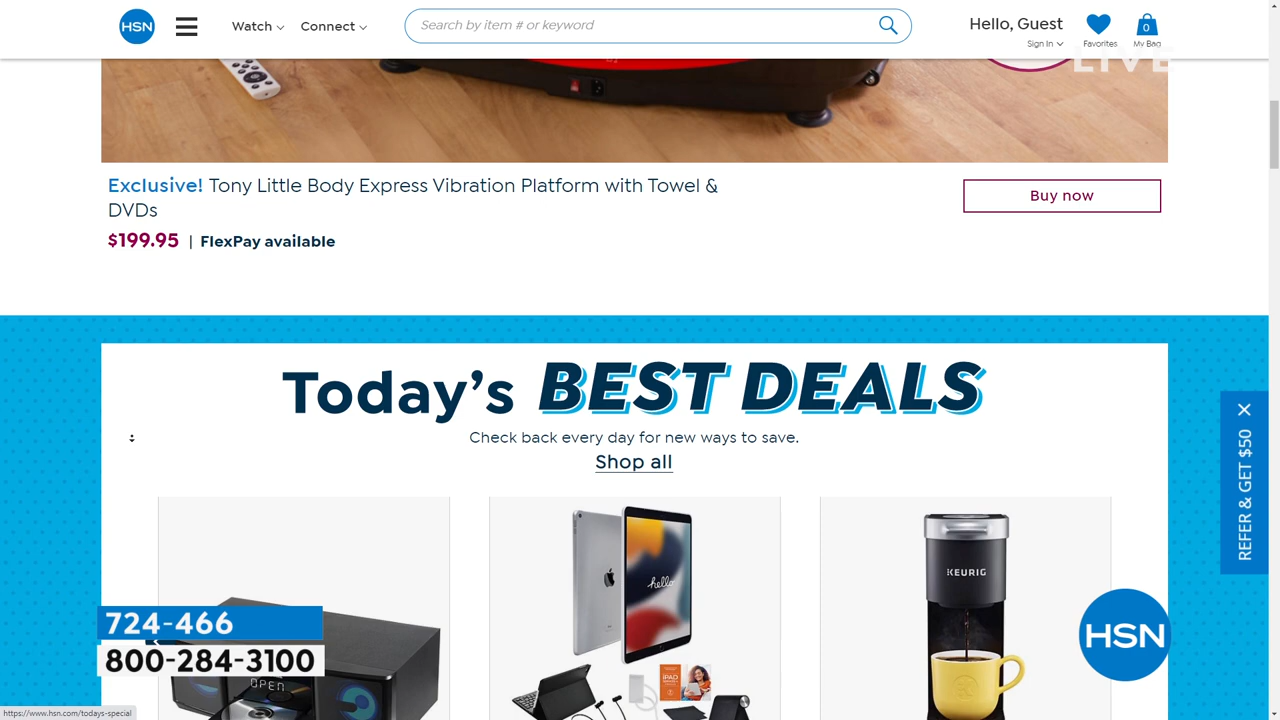 HSN
Watch
Connect
Search by item # or keyword
Hello, Guest
Sign In
Favorites
0
My Bag
LIVE
Exclusive! Tony Little Body Express Vibration Platform with Towel &
DVDs
Buy now
$199.95 | FlexPay available
Today's BEST DEALS
Check back every day for new ways to save.
Shop all
REFER & GET $50
hello
KEURIG
OPEN
724-466
800-284-3100
HSN
https://www.hsn.com/todays-special